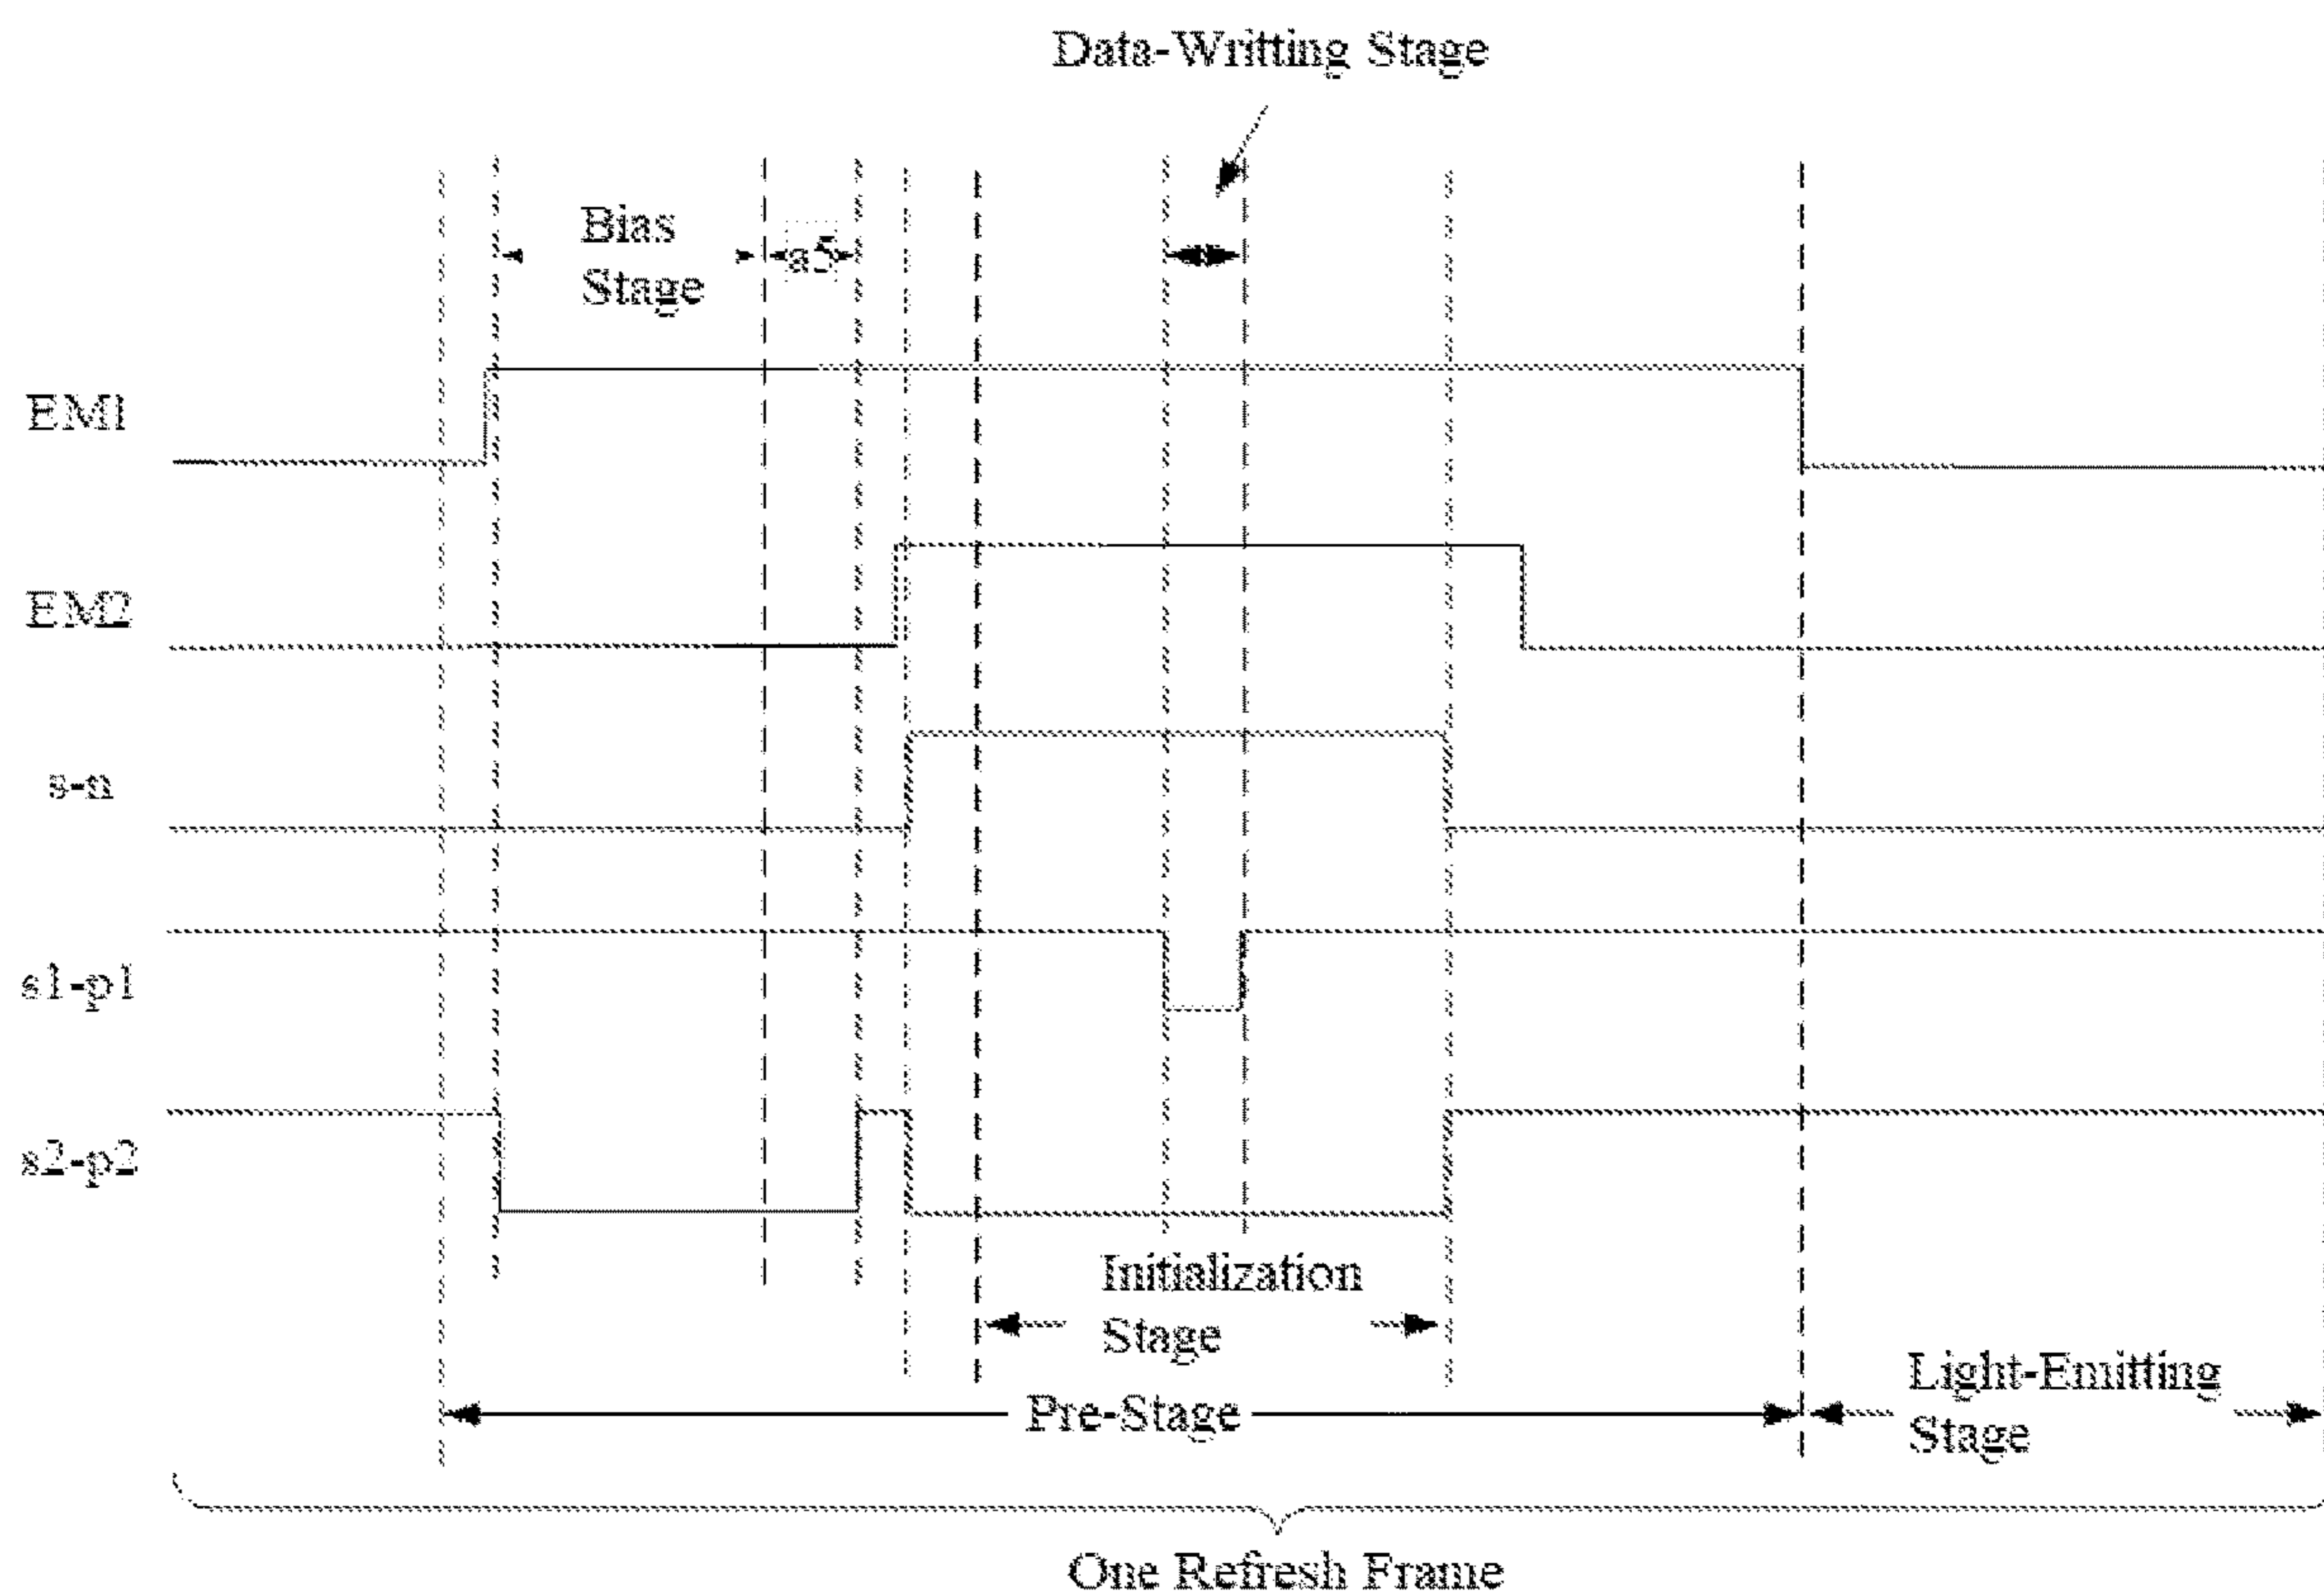 Data-Writting Stage
Bias
Stage
a5
EM1
EM2
s-n
s1-p1
s2-p2
Initialization
Stage
Pre-Stage
Light-Emitting
Stage
One Refresh Frame